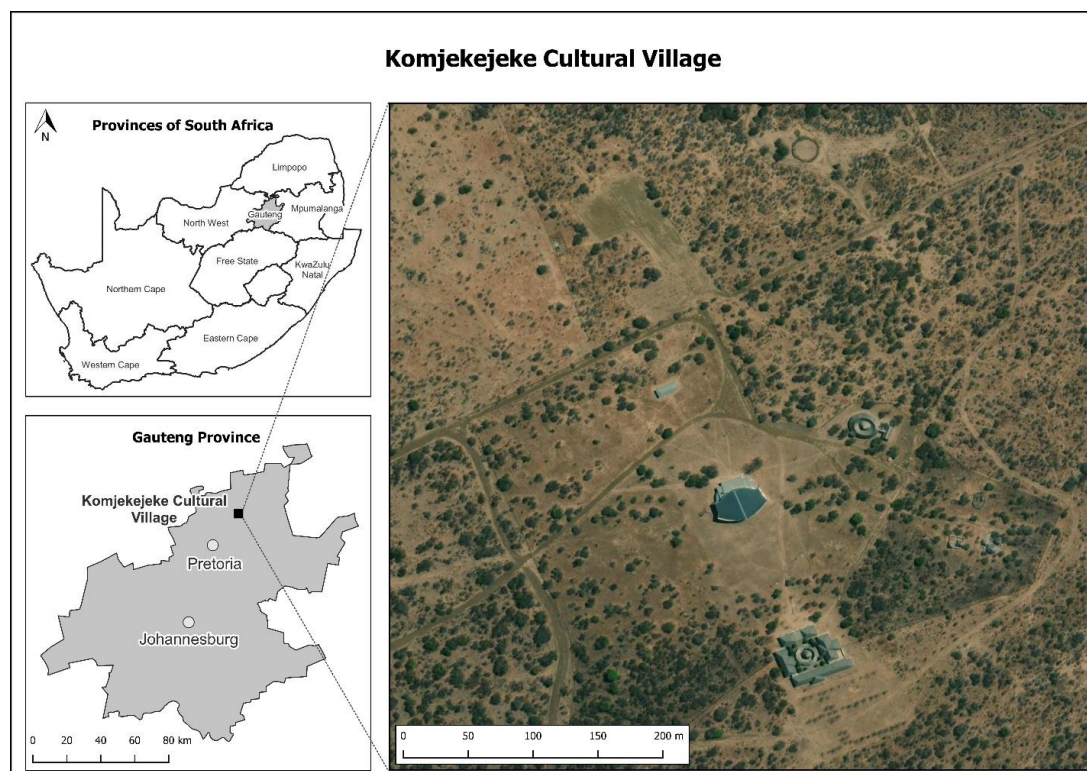 Komjekejeke Cultural Village
N
Provinces of South Africa
Limpopo
North West
Gauteng
Mpumalanga
Free State
KwaZulu
Natal
Northern Cape
Eastern Cape
Western Cape
Gauteng Province
Komjekejeke Cultural
Village
Pretoria
Johannesburg
0 20 40 60 80 km
0 50 100 150 200 m